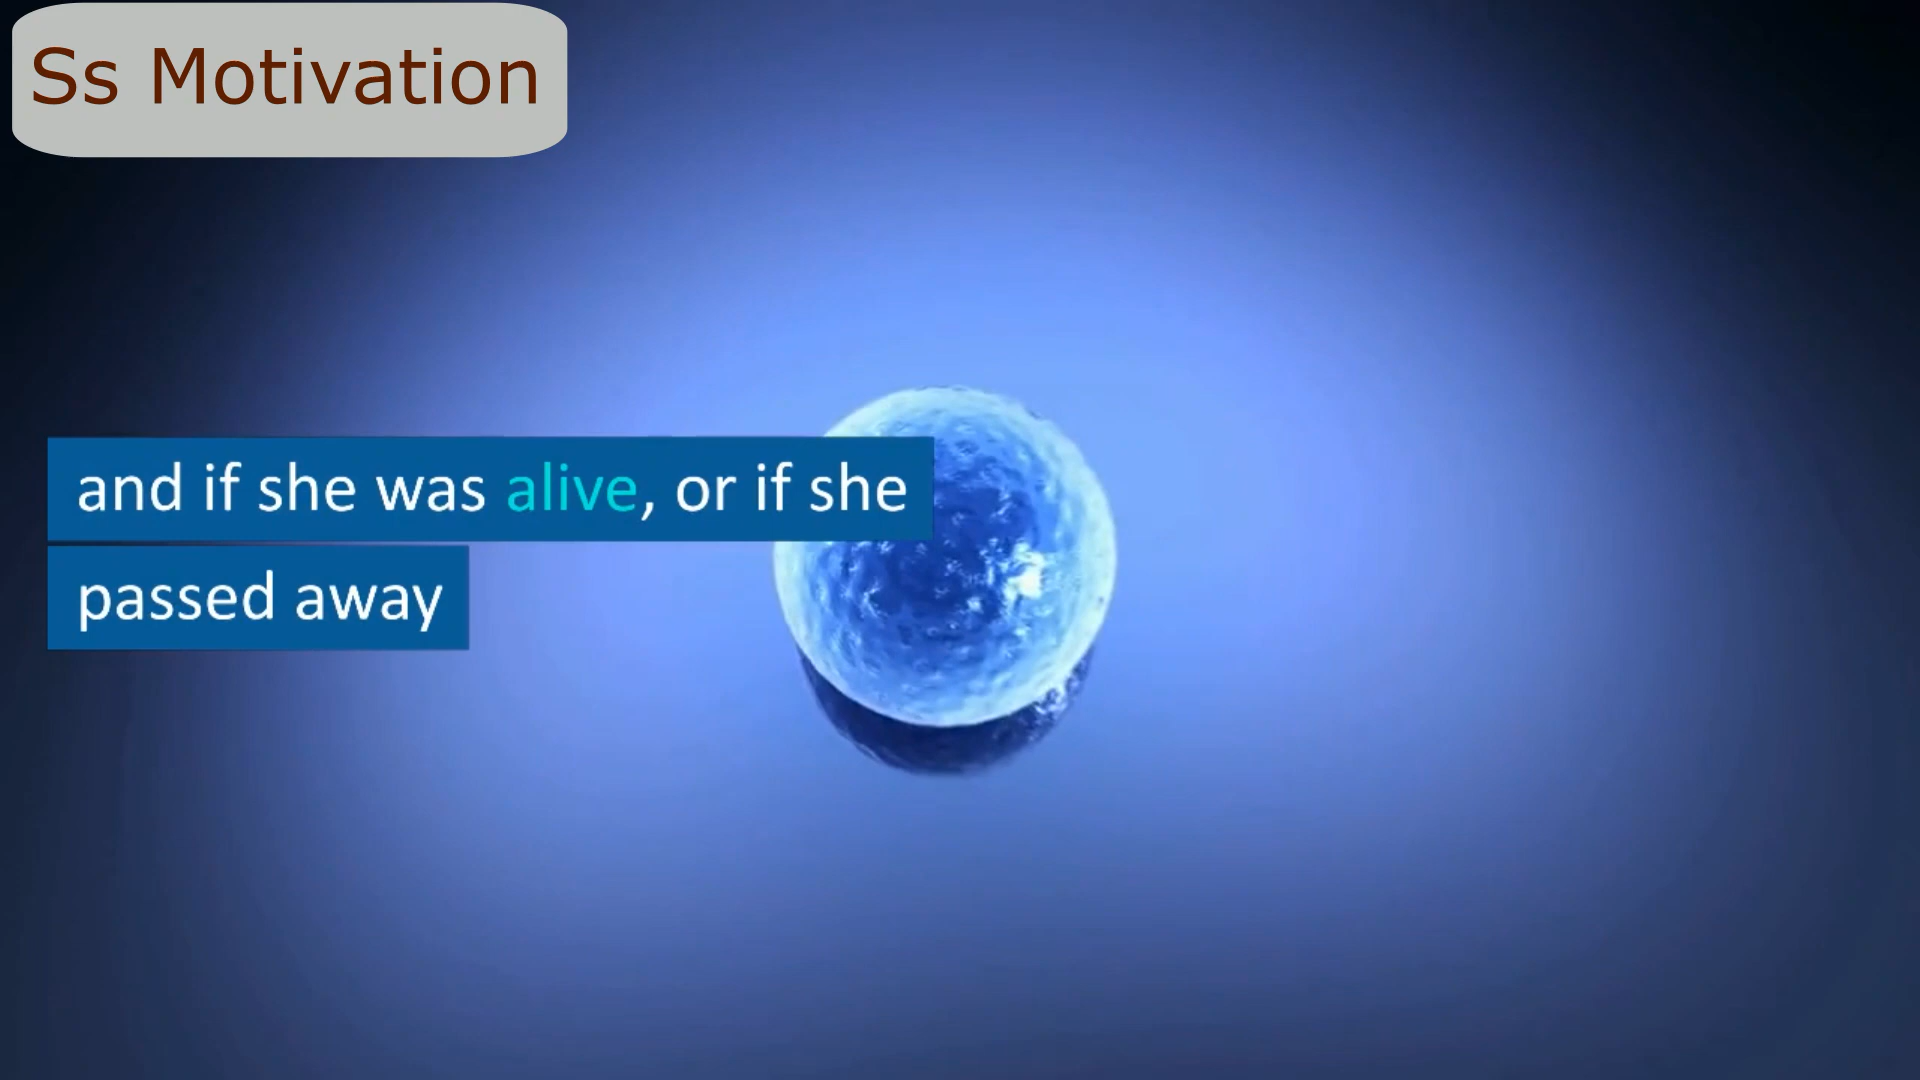 Ss Motivation
and if she was alive, or if she
passed away